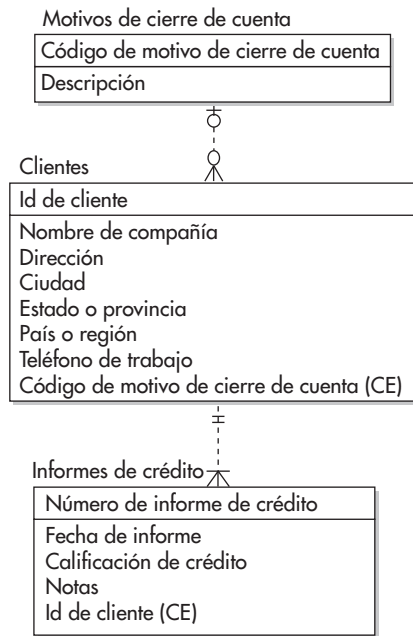 Motivos de cierre de cuenta
Código de motivo de cierre de cuenta
Descripción
Clientes
Id de cliente
Nombre de compañía
Dirección
Ciudad
Estado o provincia
País o región
Teléfono de trabajo
Código de motivo de cierre de cuenta (CE)
Informes de crédito
Número de informe de crédito
Fecha de informe
Calificación de crédito
Notas
Id de cliente (CE)